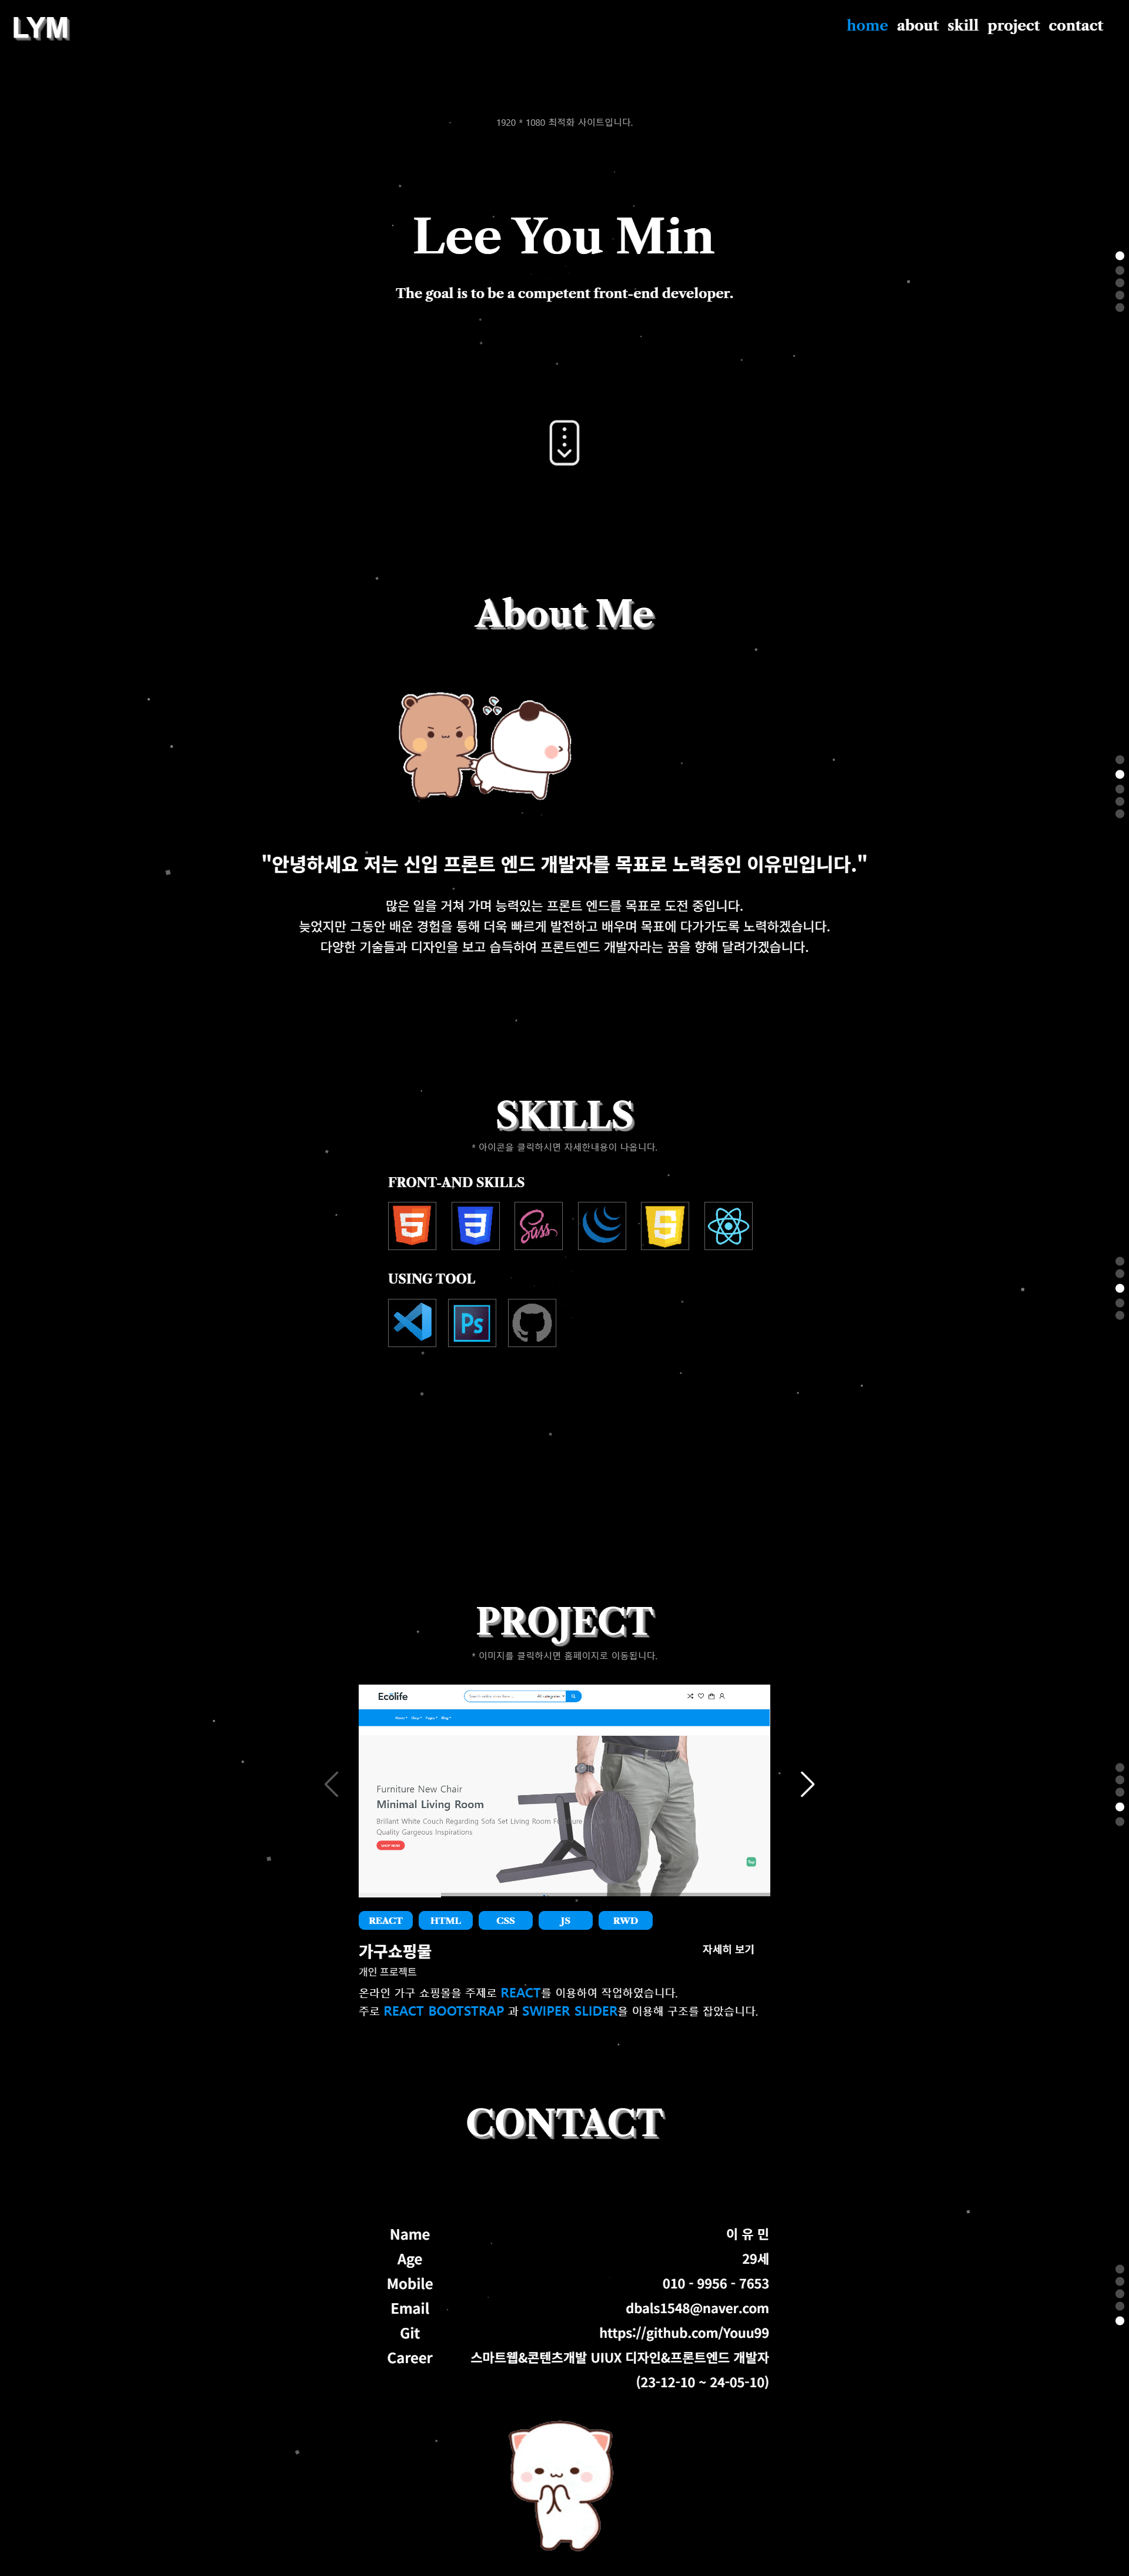 LYM
home about skill project contact
1920 * 1080 최적화 사이트입니다.
Lee You Min
The goal is to be a competent front-end developer.
About Me
"안녕하세요 저는 신입 프론트 엔드 개발자를 목표로 노력중인 이유민입니다."
많은 일을 거쳐 가며 능력있는 프론트 엔드를 목표로 도전 중입니다.
늦었지만 그동안 배운 경험을 통해 더욱 빠르게 발전하고 배우며 목표에 다가가도록 노력하겠습니다.
다양한 기술들과 디자인을 보고 습득하여 프론트엔드 개발자라는 꿈을 향해 달려가겠습니다.
SKILLS
* 아이콘을 클릭하시면 자세한내용이 나옵니다.
FRONT-AND SKILLS
5 3 Sass 5
USING TOOL
Ps
PROJECT
* 이미지를 클릭하시면 홈페이지로 이동됩니다.
Ecolife
All categories
Home Shop Pages Blog
Furniture New Chair
Minimal Living Room
Brillant White Couch Regarding Sofa Set Living Room
Quality Gargeous Inspirations
SHOP NOW
REACT HTML CSS JS RWD
가구쇼핑몰 자세히 보기
개인 프로젝트
온라인 가구 쇼핑몰을 주제로 REACT를 이용하여 작업하였습니다.
주로 REACT BOOTSTRAP 과 SWIPER SLIDER을 이용해 구조를 잡았습니다.
CONTACT
Name 이 유 민
Age 29세
Mobile 010 - 9956 - 7653
Email dbals1548@naver.com
Git https://github.com/Youu99
Career 스마트웹&콘텐츠개발 UIUX 디자인&프론트엔드 개발자
(23-12-10 ~ 24-05-10)